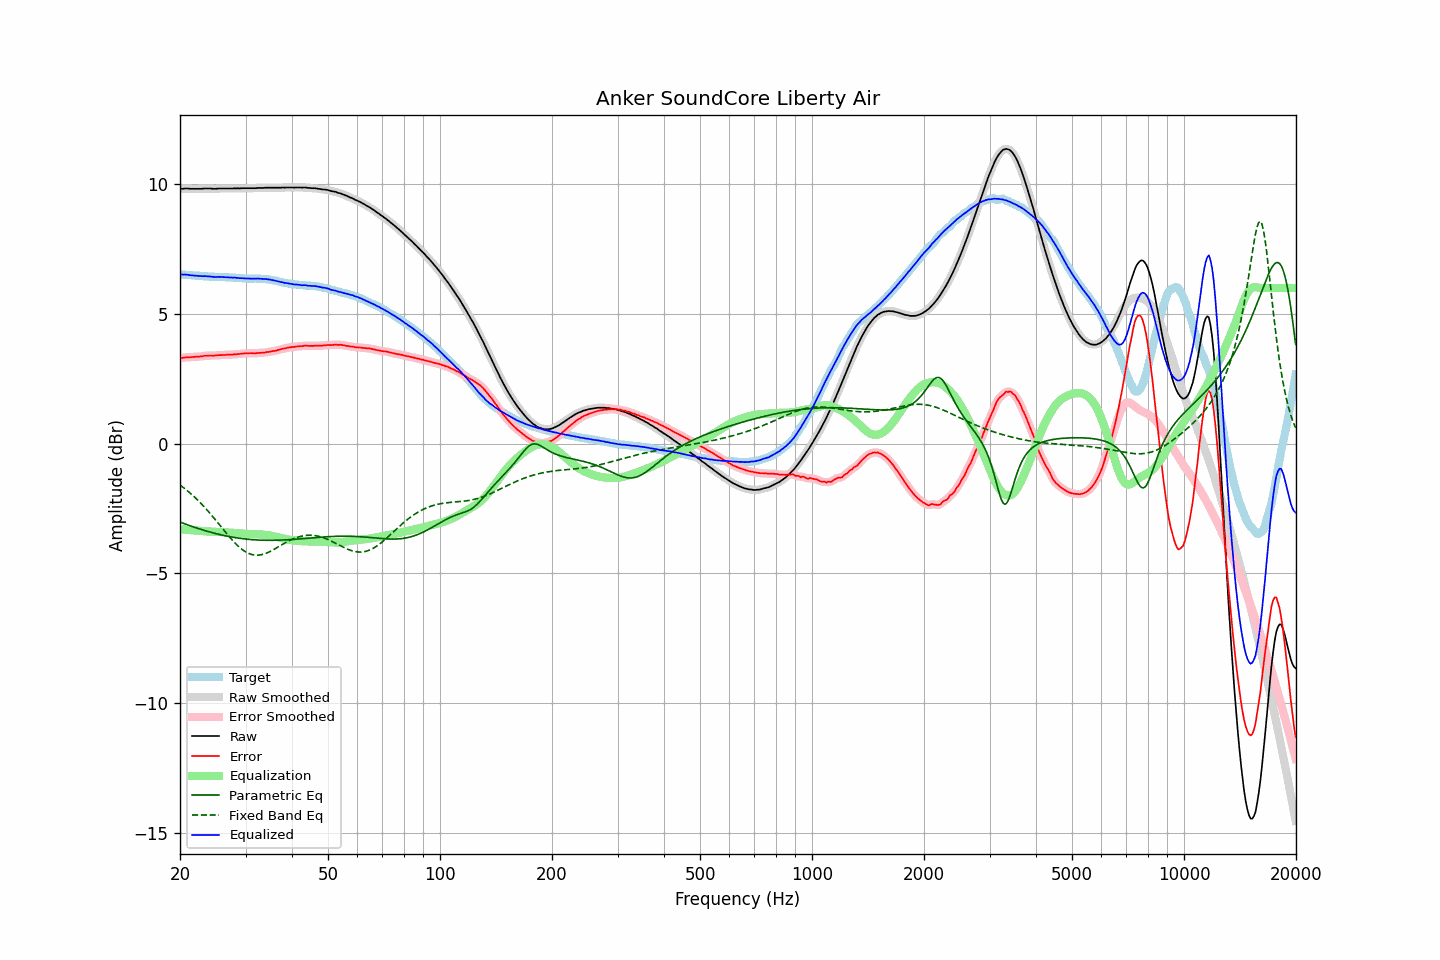 Anker SoundCore Liberty Air
Amplitude (dBr)
10
5
0
−5
−10
−15
Target
Raw Smoothed
Error Smoothed
Raw
Error
Equalization
Parametric Eq
Fixed Band Eq
Equalized
20 50 100 200 500 1000 2000 5000 10000 20000
Frequency (Hz)